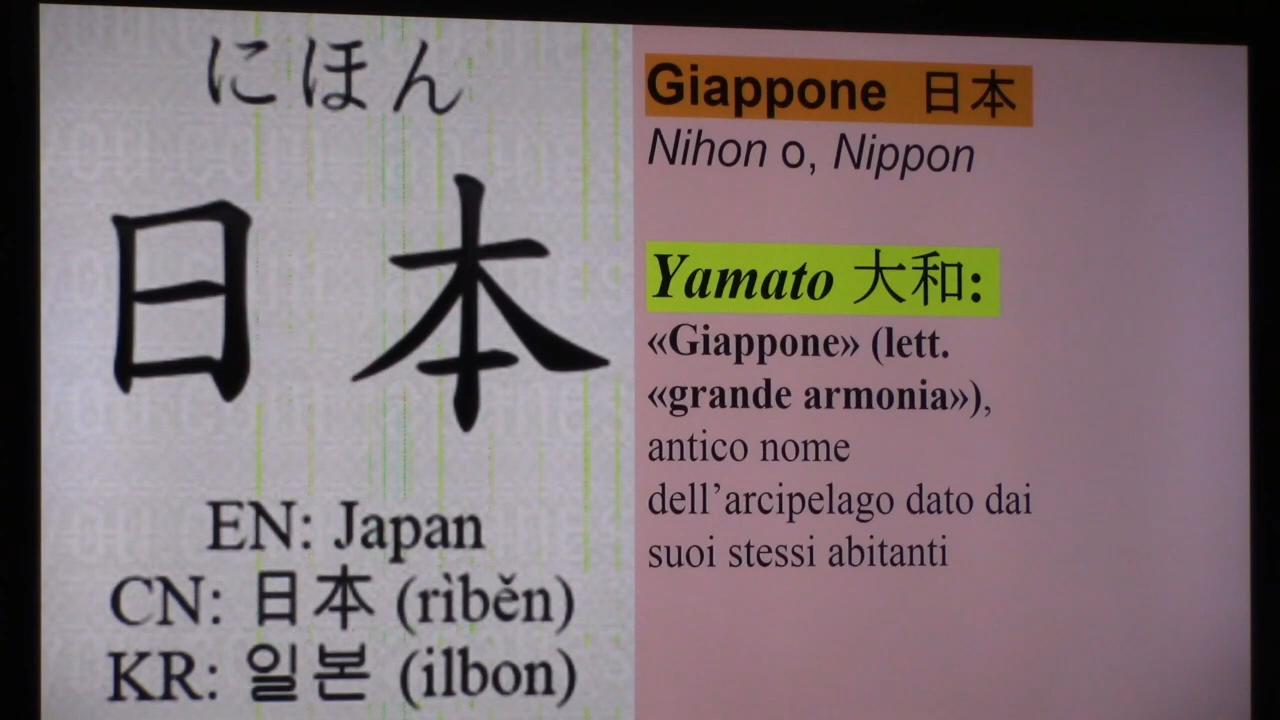 にほん
日本
EN: Japan
CN: 日本 (rìběn)
KR: 일본 (ilbon)
Giappone 日本
Nihon o, Nippon
Yamato 大和:
«Giappone» (lett.
«grande armonia»),
antico nome
dell’arcipelago dato dai
suoi stessi abitanti